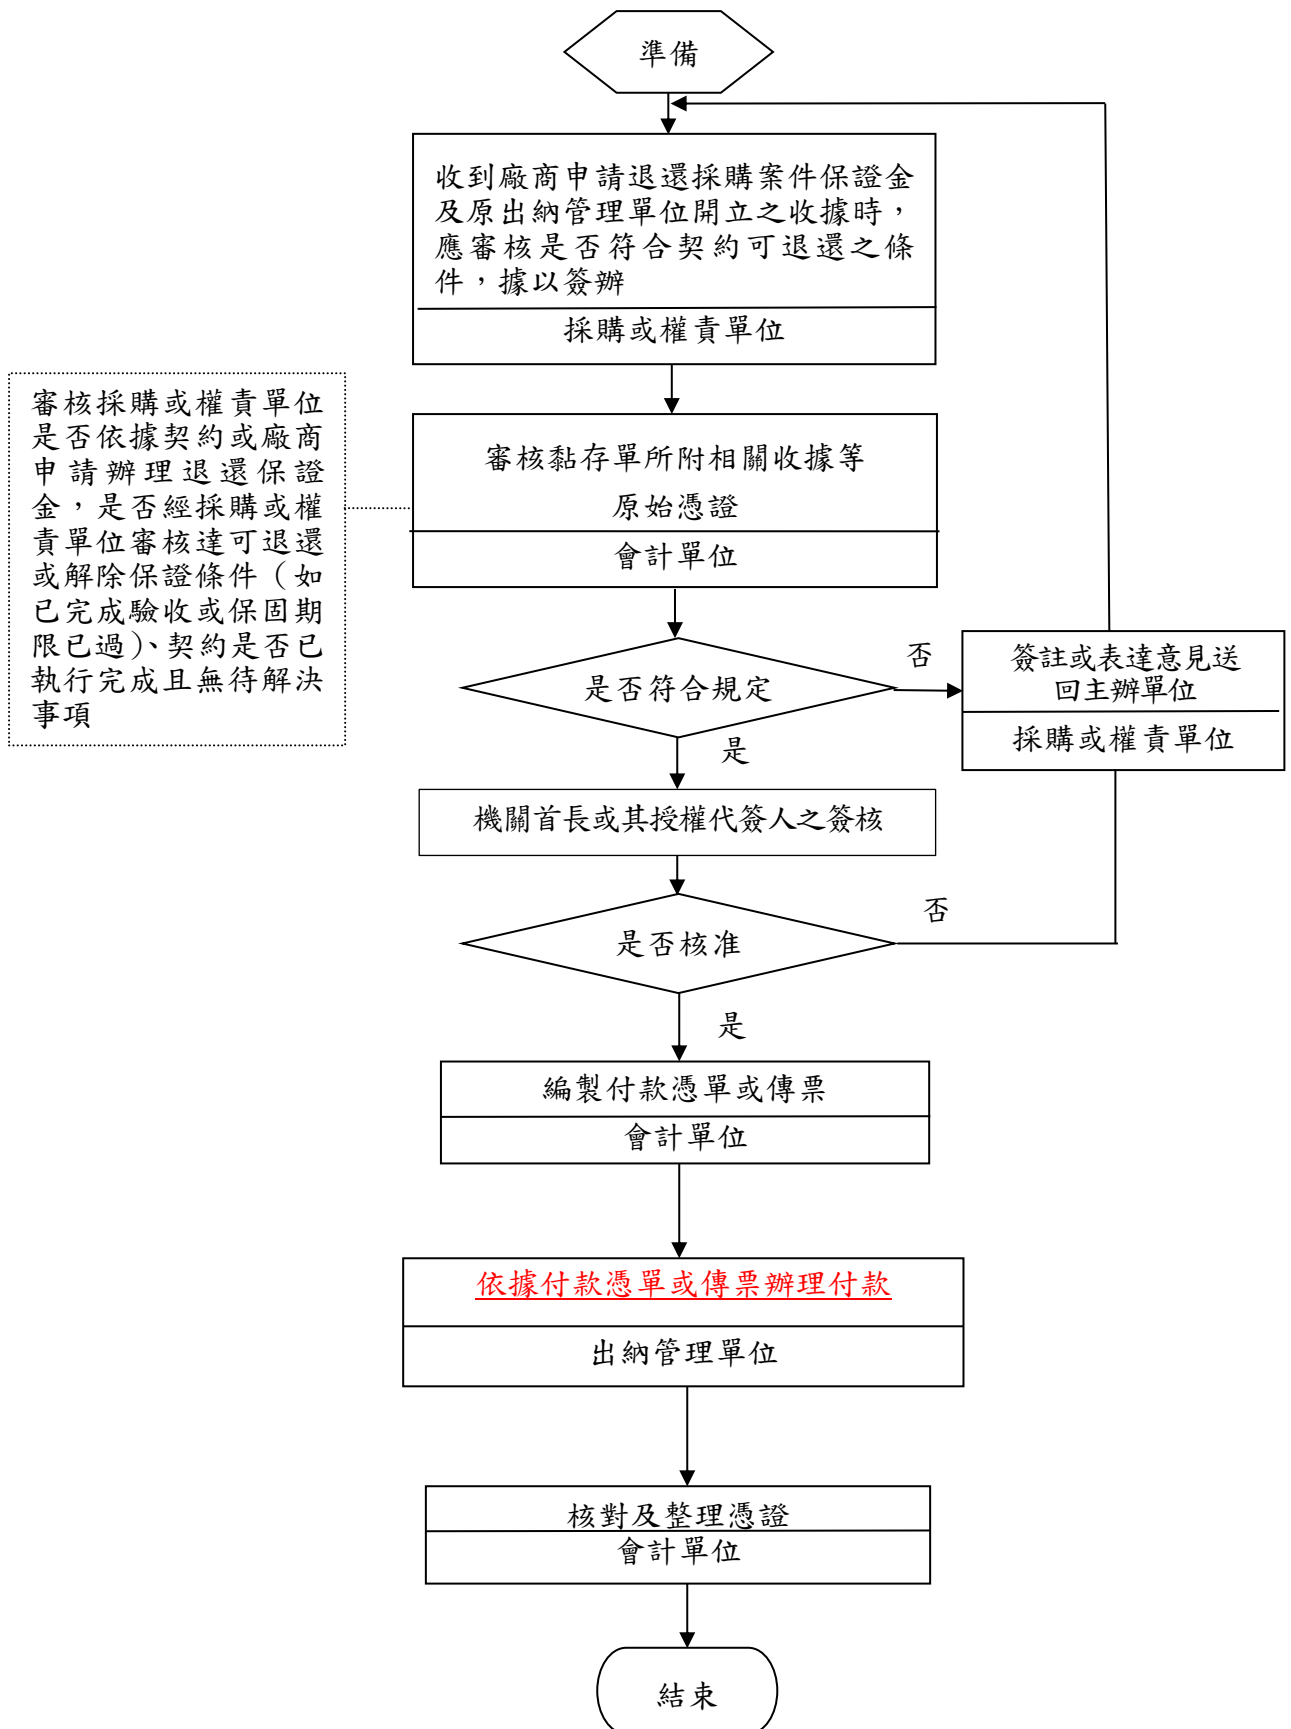 準備
收到廠商申請退還採購案件保證金
及原出納管理單位開立之收據時，
應審核是否符合契約可退還之條
件，據以簽辦
採購或權責單位
審核採購或權責單位
是否依據契約或廠商
申請辦理退還保證
金，是否經採購或權
責單位審核達可退還
或解除保證條件（如
已完成驗收或保固期
限已過）、契約是否已
執行完成且無待解決
事項
審核黏存單所附相關收據等
原始憑證
會計單位
是否符合規定
否
簽註或表達意見送
回主辦單位
採購或權責單位
是
機關首長或其授權代簽人之簽核
是否核准
否
是
編製付款憑單或傳票
會計單位
依據付款憑單或傳票辦理付款
出納管理單位
核對及整理憑證
會計單位
結束